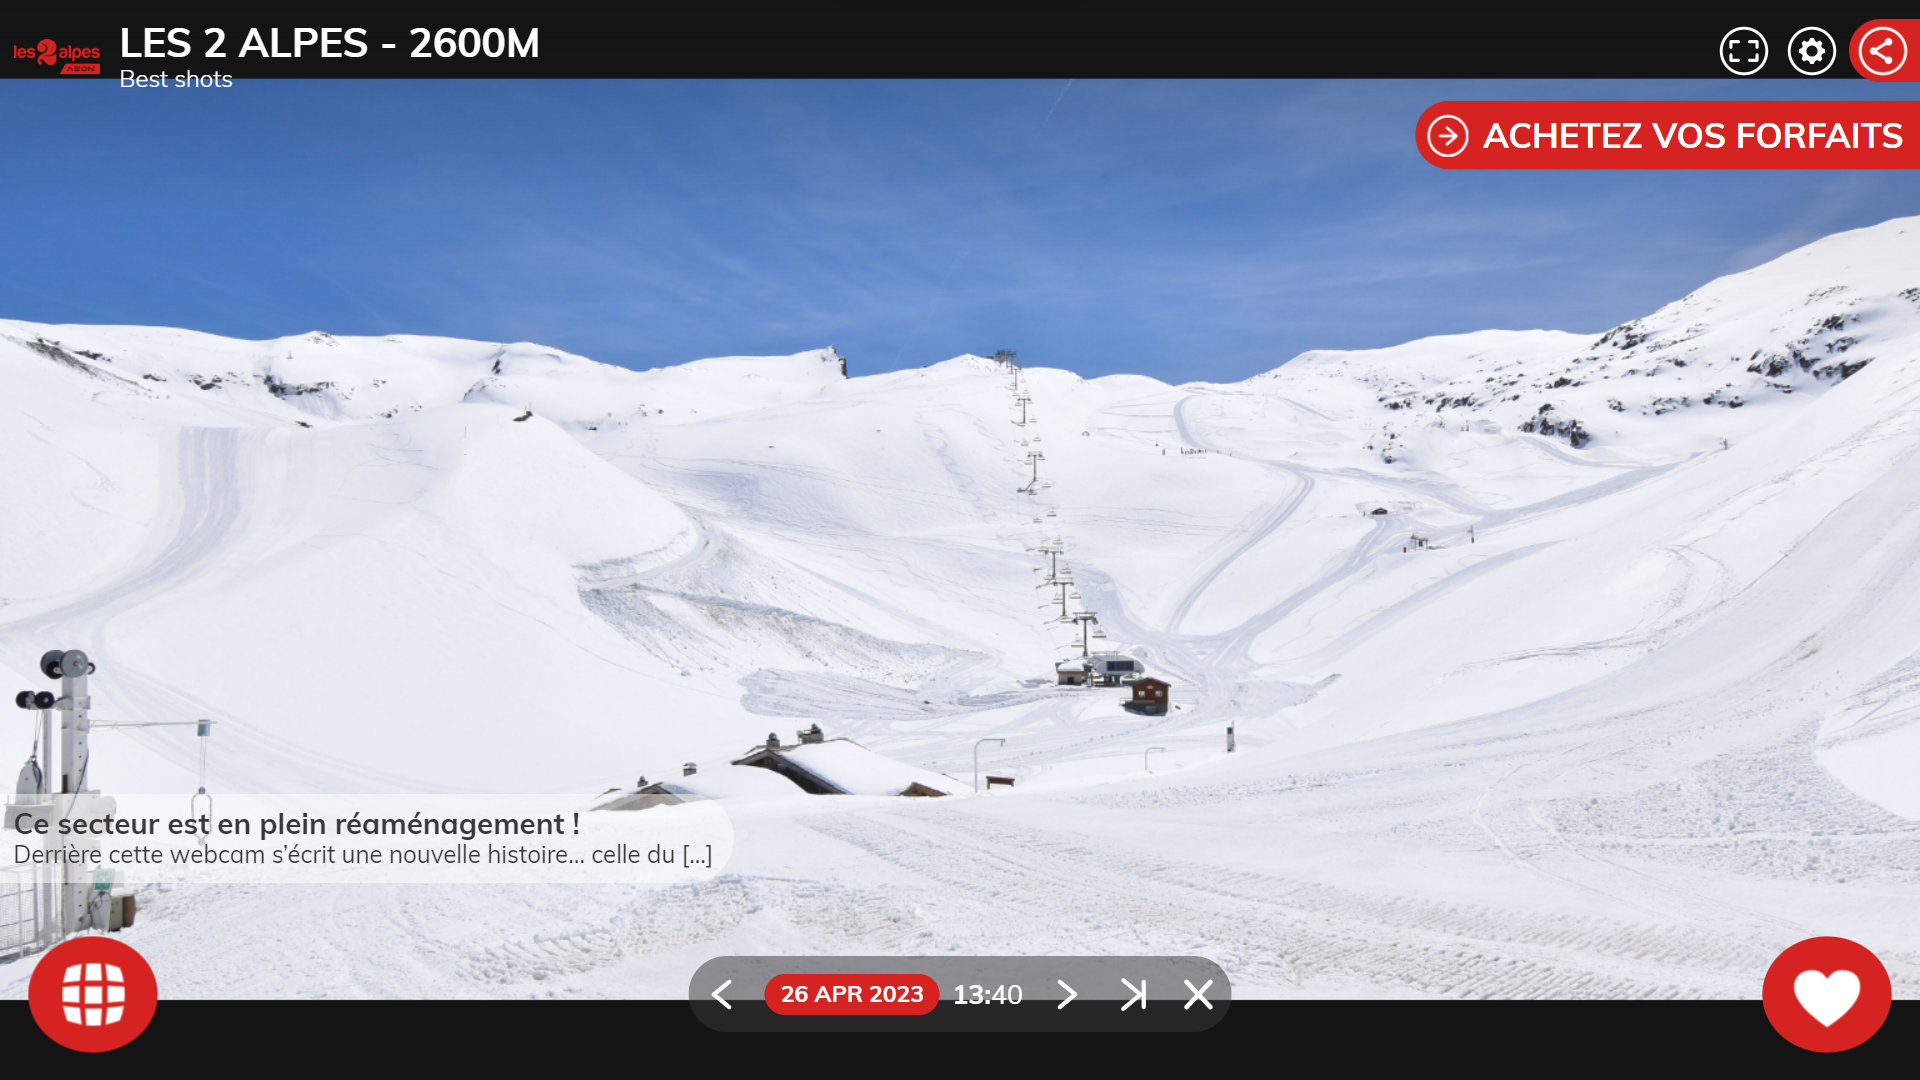 les2alpes
AEON
LES 2 ALPES - 2600M
Best shots
ACHETEZ VOS FORFAITS
Ce secteur est en plein réaménagement !
Derrière cette webcam s’écrit une nouvelle histoire... celle du [...]
26 APR 2023 13:40